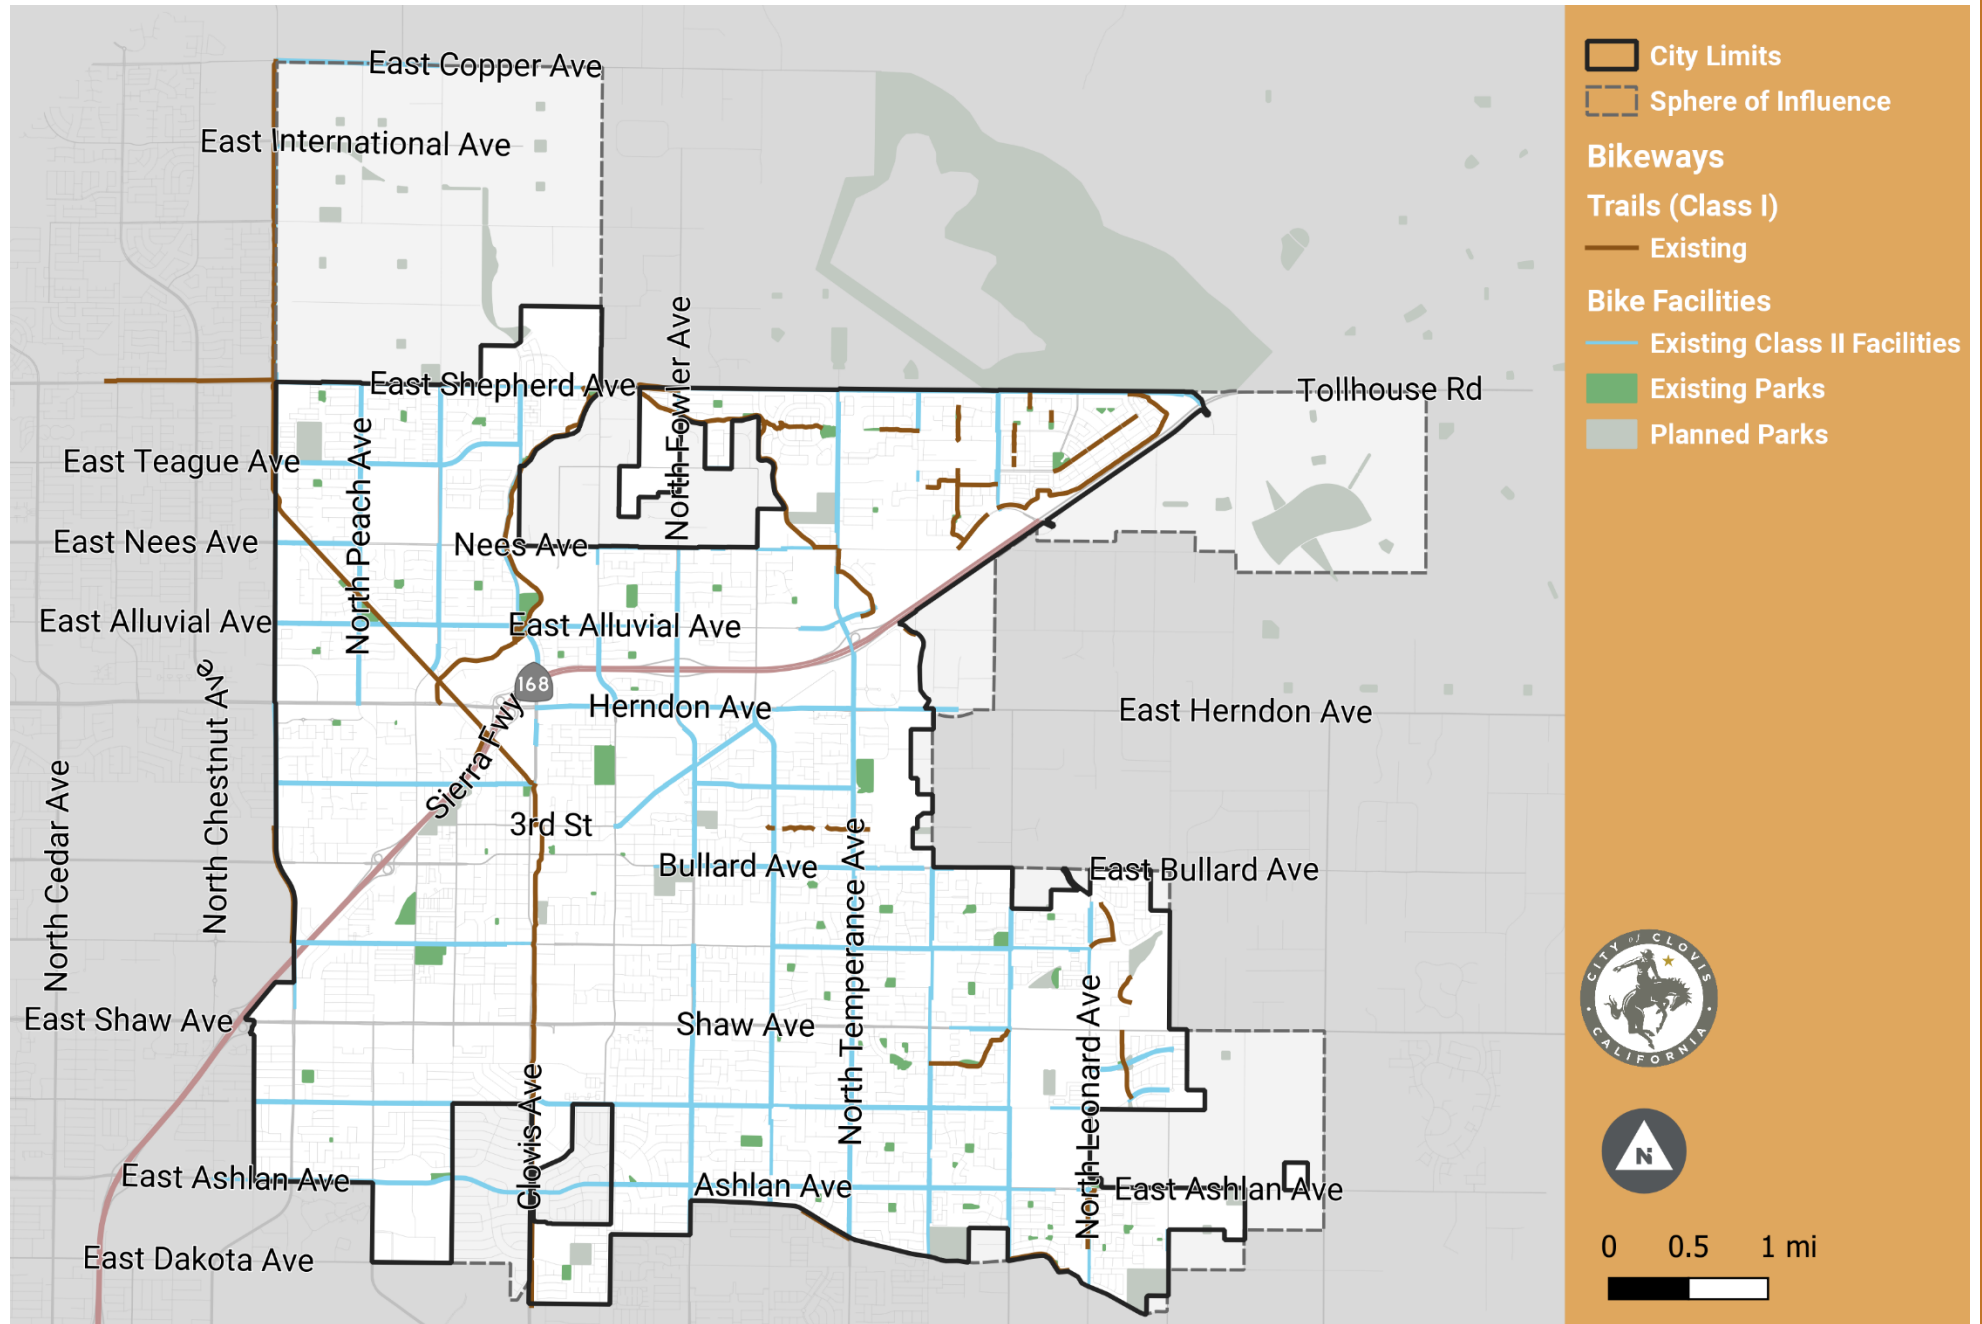 East Copper Ave
East International Ave
North Fowler Ave
East Shepherd Ave
Tollhouse Rd
North Peach Ave
East Teague Ave
East Nees Ave
Nees Ave
East Alluvial Ave
East Alluvial Ave
168
Sierra Fwy
Herndon Ave
East Herndon Ave
North Chestnut Ave
North Cedar Ave
3rd St
Bullard Ave
East Bullard Ave
North Temperance Ave
East Shaw Ave
Shaw Ave
North Leonard Ave
Clovis Ave
East Ashlan Ave
Ashlan Ave
East Ashlan Ave
East Dakota Ave
City Limits
Sphere of Influence
Bikeways
Trails (Class I)
Existing
Bike Facilities
Existing Class II Facilities
Existing Parks
Planned Parks
CITY of CLOVIS
CALIFORNIA
N
0 0.5 1 mi